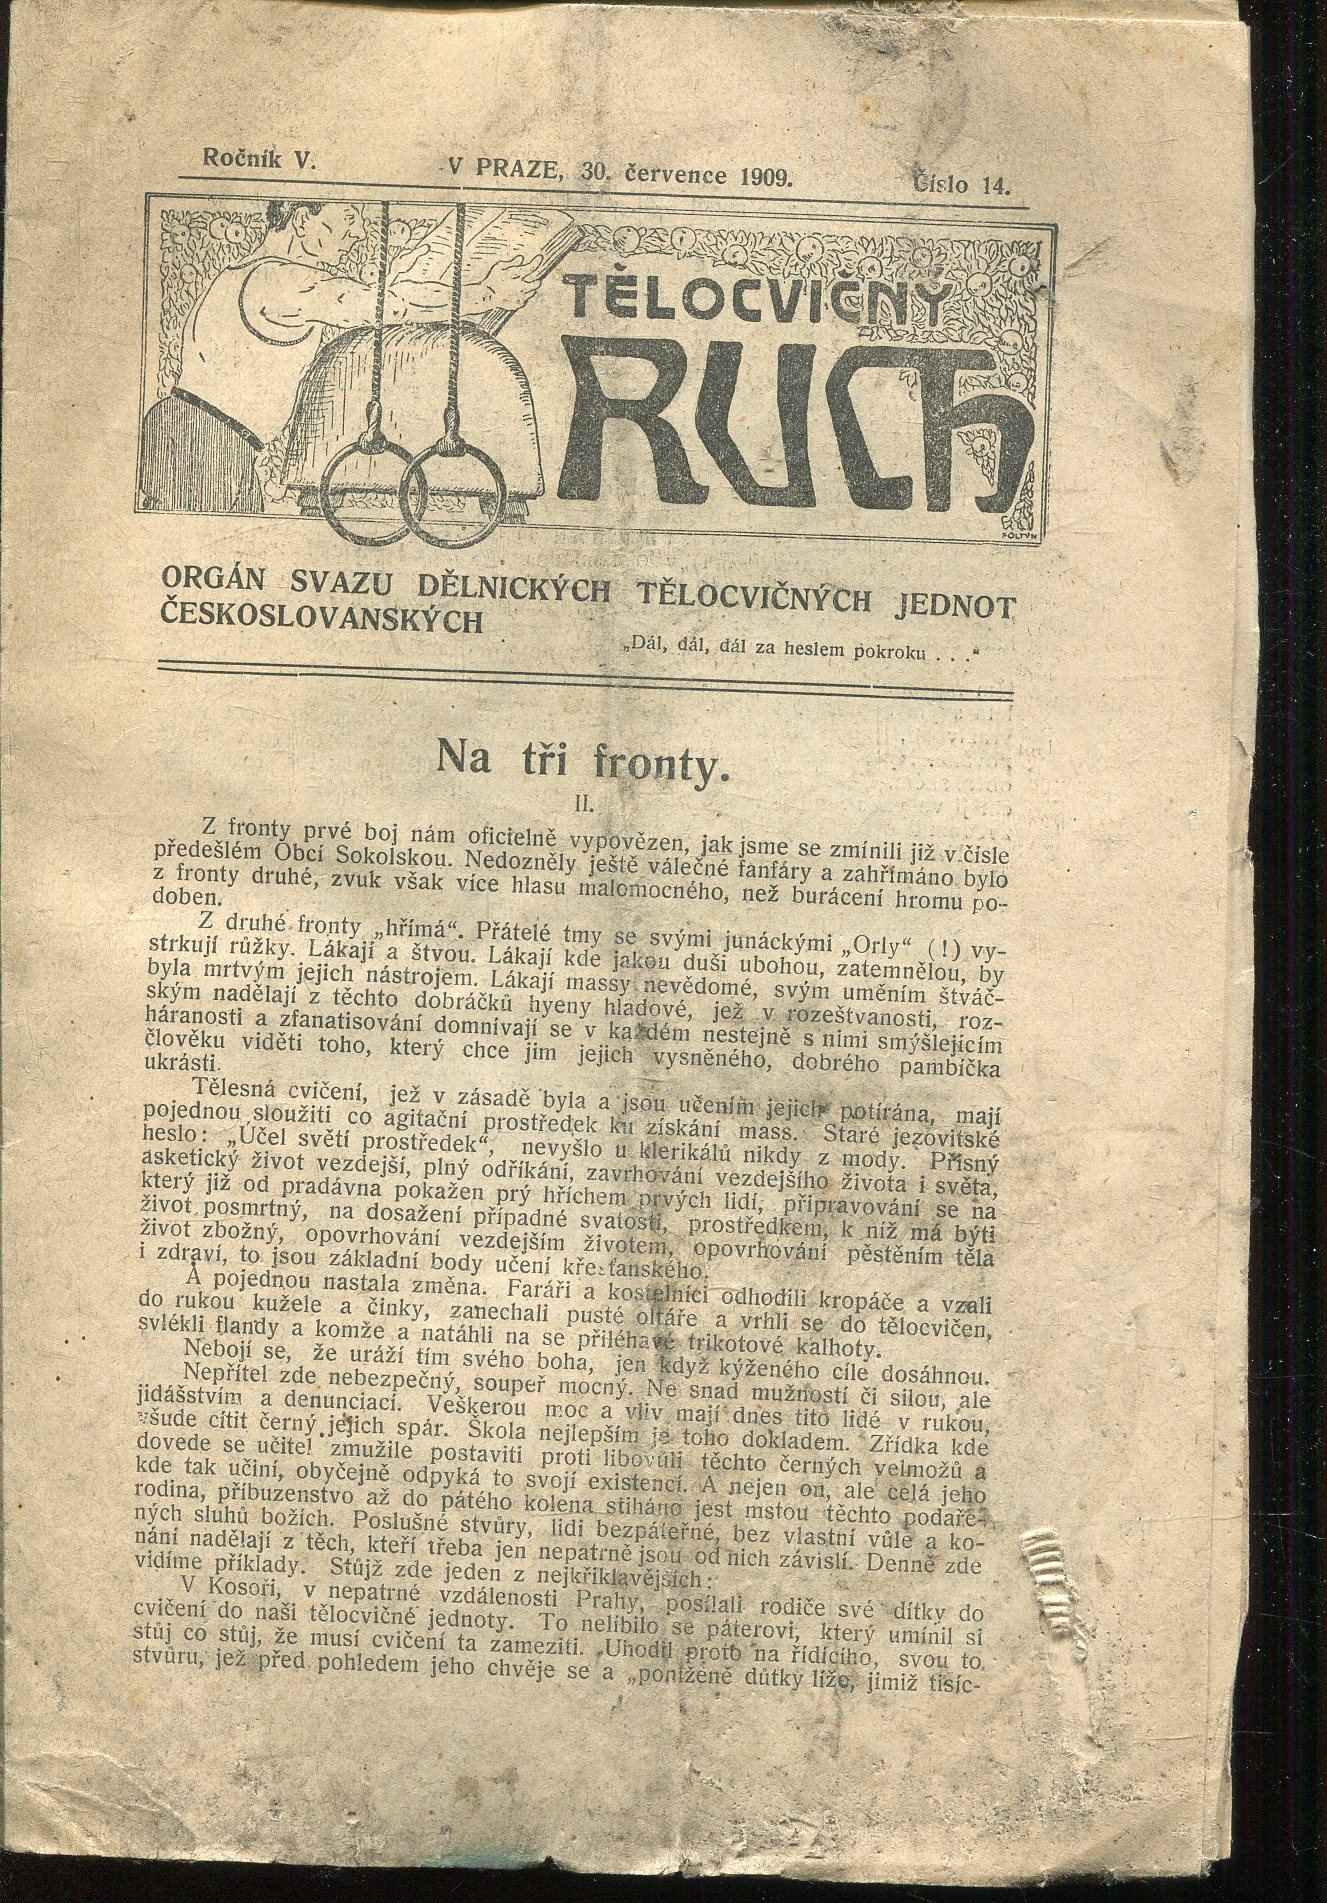 Ročník V.
V PRAZE, 30. července 1909.
Číslo 14.
TĚLOCVIČNÝ
RUCH
FOLTÝN
ORGÁN SVAZU DĚLNICKÝCH TĚLOCVIČNÝCH JEDNOT
ČESKOSLOVANSKÝCH
„Dál, dál, dál za heslem pokroku . . .“
Na tři fronty.
II.
Z fronty prvé boj nám oficielně vypovězen, jak jsme se zmínili již v čísle
předešlém Obcí Sokolskou. Nedozněly ještě válečné fanfáry a zahřímáno bylo
z fronty druhé, zvuk však více hlasu malomocného, než burácení hromu po-
doben.
Z druhé fronty „hřímá“. Přátelé tmy se svými junáckými „Orly“ (!) vy-
strkují růžky. Lákají a štvou. Lákají kde jakou duši ubohou, zatemnělou, by
byla mrtvým jejich nástrojem. Lákají massy nevědomé, svým uměním štváč-
ským nadělají z těchto dobráčků hyeny hladové, jež v rozeštvanosti, roz-
háranosti a zfanatisování domnívají se v každém nestejně s nimi smýšlejícím
člověku viděti toho, který chce jim jejich vysněného, dobrého pambíčka
ukrásti.
Tělesná cvičení, jež v zásadě byla a jsou učením jejich potírána, mají
pojednou sloužiti co agitační prostředek ku získání mass. Staré jezovitské
heslo: „Účel světí prostředek“, nevyšlo u klerikálů nikdy z mody. Přísný
asketický život vezdejší, plný odříkání, zavrhování vezdejšího života i světa,
který již od pradávna pokažen prý hříchem prvých lidí, připravování se na
život posmrtný, na dosažení případné svatosti, prostředkem, k níž má býti
život zbožný, opovrhování vezdejším životem, opovrhování pěstěním těla
i zdraví, to jsou základní body učení křesťanského.
A pojednou nastala změna. Faráři a kostelníci odhodili kropáče a vzali
do rukou kužele a činky, zanechali pusté oltáře a vrhli se do tělocvičen,
svlékli flandy a komže a natáhli na se přiléhavé trikotové kalhoty.
Nebojí se, že uráží tím svého boha, jen když kýženého cíle dosáhnou.
Nepřítel zde nebezpečný, soupeř mocný. Ne snad mužností či silou, ale
jidášstvím a denunciací. Veškerou moc a vliv mají dnes tito lidé v rukou,
všude cítit černý jejich spár. Škola nejlepším je toho dokladem. Zřídka kde
dovede se učitel zmužile postaviti proti libovůli těchto černých velmožů a
kde tak učiní, obyčejně odpyká to svojí existencí. A nejen on, ale celá jeho
rodina, příbuzenstvo až do pátého kolena stiháno jest mstou těchto podaře-
ných sluhů božích. Poslušné stvůry, lidi bezpáteřné, bez vlastní vůle a ko-
nání nadělají z těch, kteří třeba jen nepatrně jsou od nich závislí. Denně zde
vidíme příklady. Stůjž zde jeden z nejkřiklavějších:
V Kosoři, v nepatrné vzdálenosti Prahy, posílali rodiče své dítky do
cvičení do naší tělocvičné jednoty. To nelíbilo se páterovi, který umínil si
stůj co stůj, že musí cvičení ta zameziti. Uhodil proto na řídícího, svou to
stvůru, jež před pohledem jeho chvěje se a „poníženě důtky líže, jimiž tisíc-